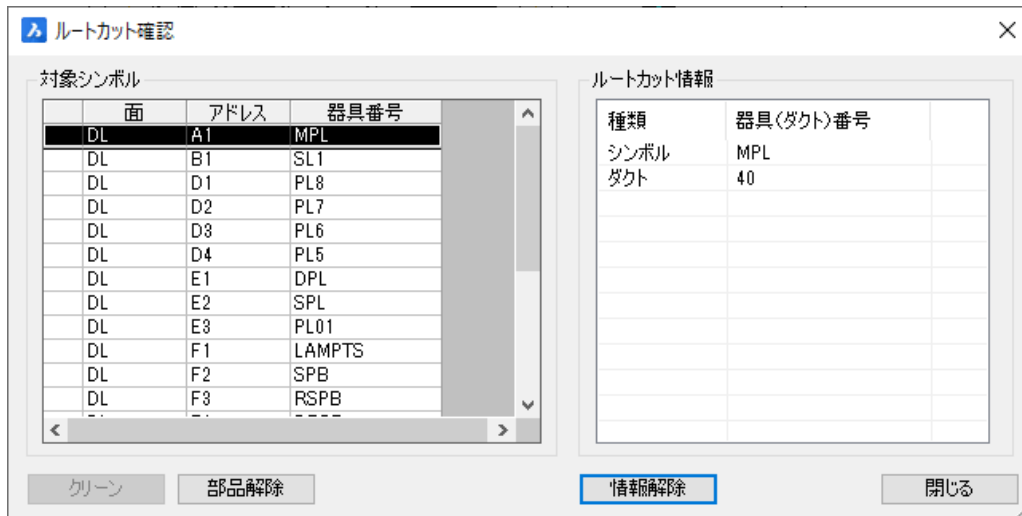 ルートカット確認
対象シンボル
面 アドレス 器具番号
DL A1 MPL
DL B1 SL1
DL D1 PL8
DL D2 PL7
DL D3 PL6
DL D4 PL5
DL E1 DPL
DL E2 SPL
DL E3 PL01
DL F1 LAMPTS
DL F2 SPB
DL F3 RSPB
ルートカット情報
種類 器具(ダクト)番号
シンボル MPL
ダクト 40
クリーン 部品解除 情報解除 閉じる